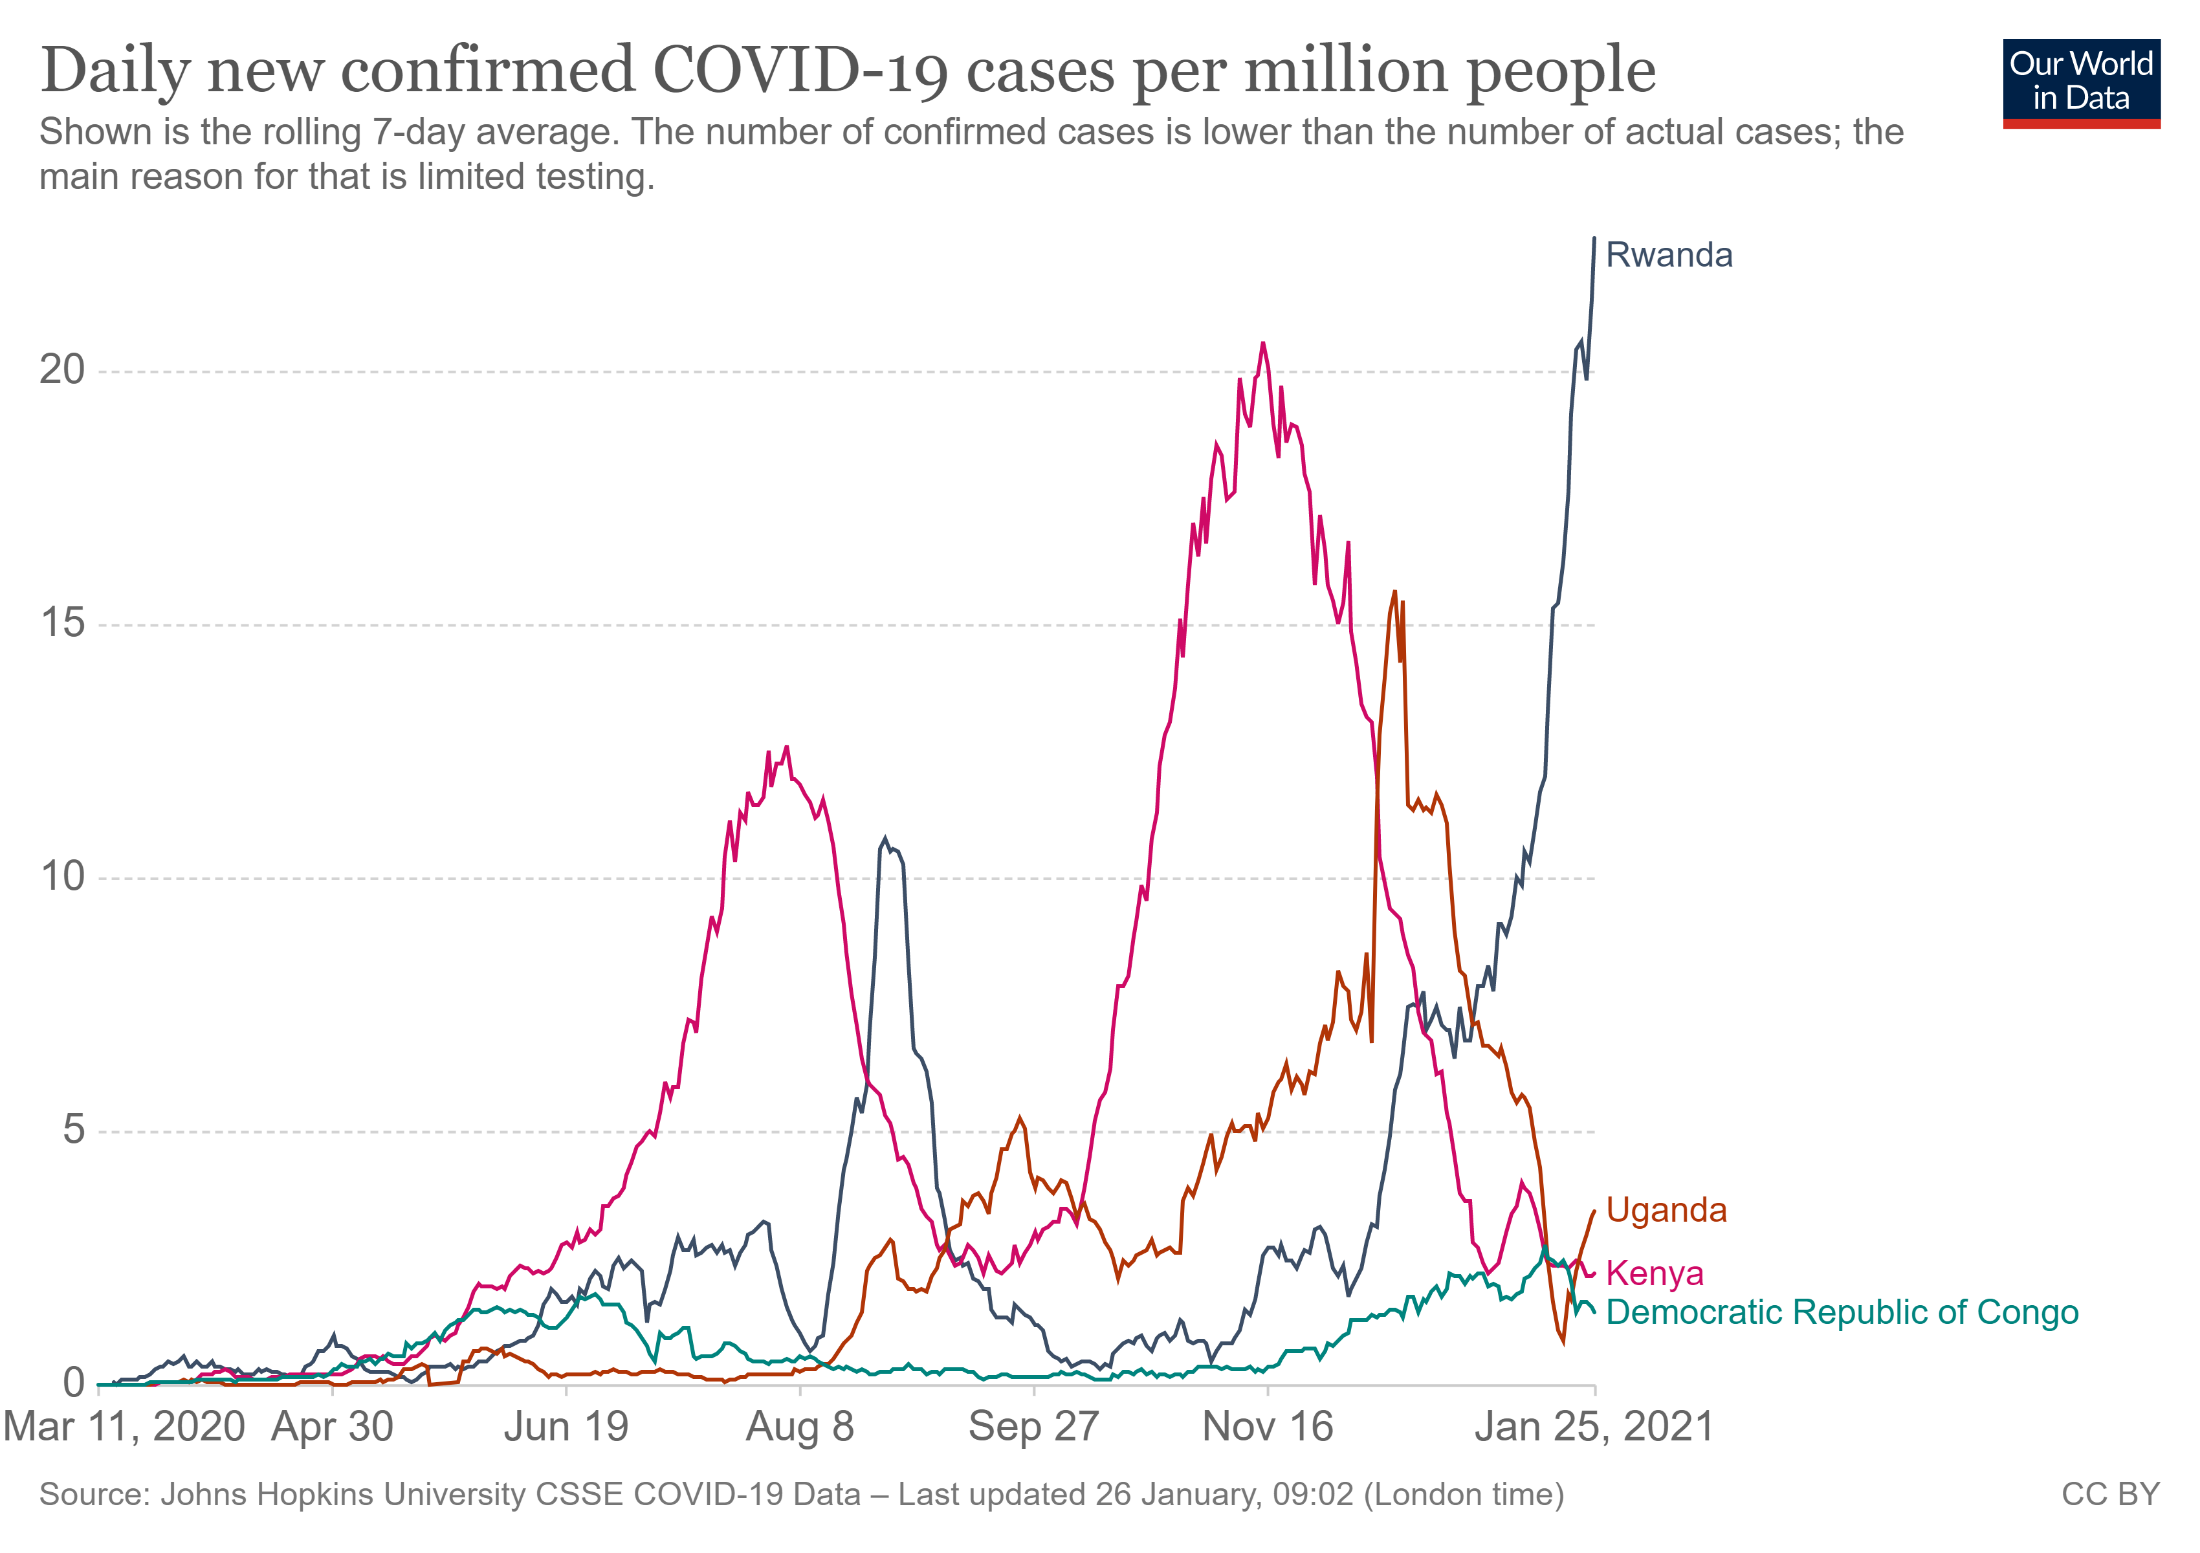 Daily new confirmed COVID-19 cases per million people
Our World
in Data
Shown is the rolling 7-day average. The number of confirmed cases is lower than the number of actual cases; the
main reason for that is limited testing.
Rwanda
20
15
10
5
Uganda
Kenya
Democratic Republic of Congo
0
Mar 11, 2020 Apr 30 Jun 19 Aug 8 Sep 27 Nov 16 Jan 25, 2021
Source: Johns Hopkins University CSSE COVID-19 Data – Last updated 26 January, 09:02 (London time) CC BY